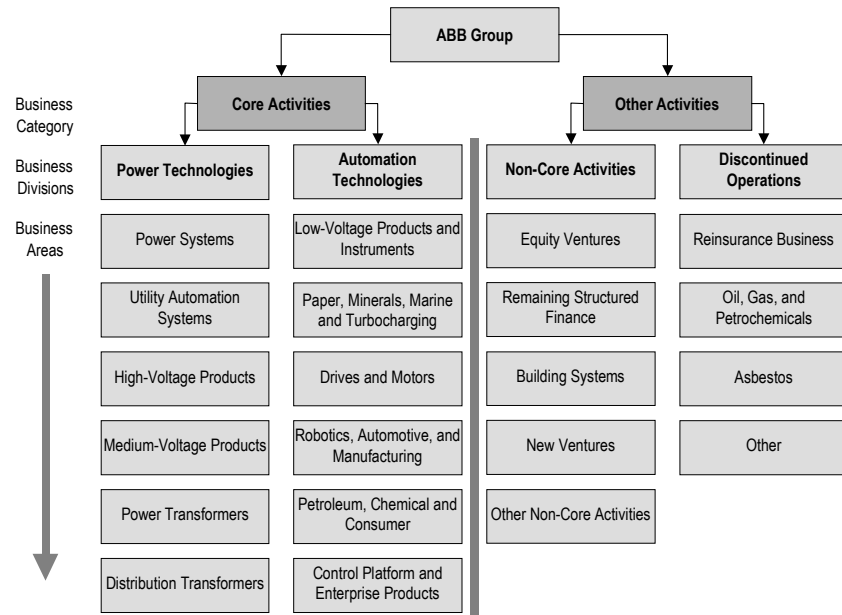 ABB Group
Business
Category
Core Activities
Other Activities
Business
Divisions
Power Technologies
Automation
Technologies
Non-Core Activities
Discontinued
Operations
Business
Areas
Power Systems
Low-Voltage Products and
Instruments
Equity Ventures
Reinsurance Business
Utility Automation
Systems
Paper, Minerals, Marine
and Turbocharging
Remaining Structured
Finance
Oil, Gas, and
Petrochemicals
High-Voltage Products
Drives and Motors
Building Systems
Asbestos
Medium-Voltage Products
Robotics, Automotive, and
Manufacturing
New Ventures
Other
Power Transformers
Petroleum, Chemical and
Consumer
Other Non-Core Activities
Distribution Transformers
Control Platform and
Enterprise Products